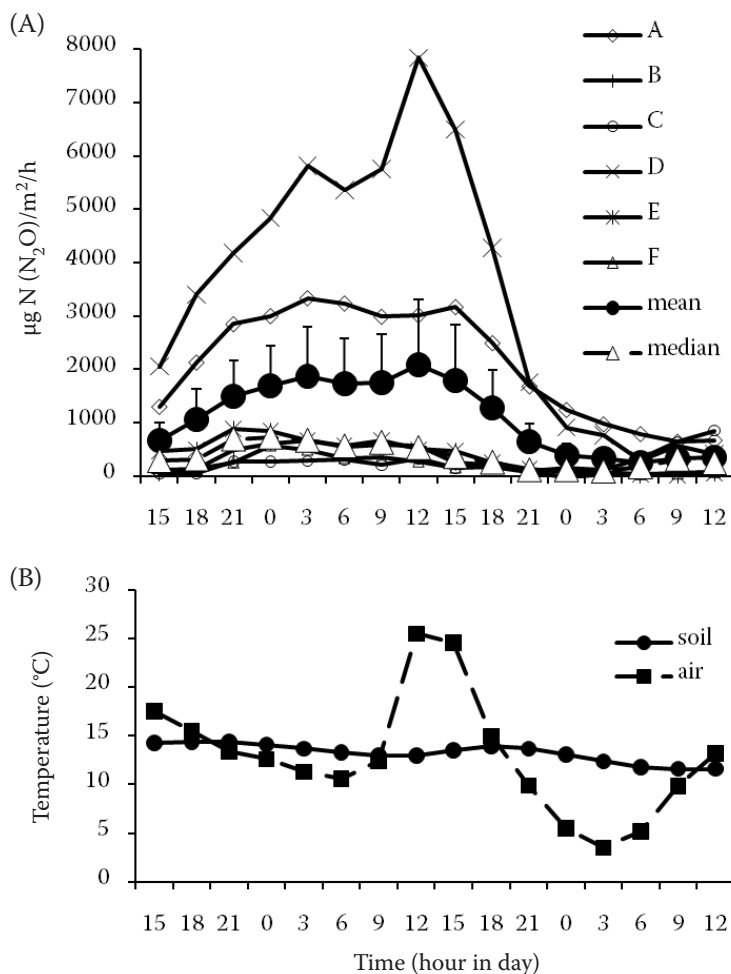 (A)
µg N (N₂O)/m²/h
8000
7000
6000
5000
4000
3000
2000
1000
0
A
B
C
D
E
F
mean
median
15 18 21 0 3 6 9 12 15 18 21 0 3 6 9 12
(B)
Temperature (°C)
30
25
20
15
10
5
0
soil
air
15 18 21 0 3 6 9 12 15 18 21 0 3 6 9 12
Time (hour in day)